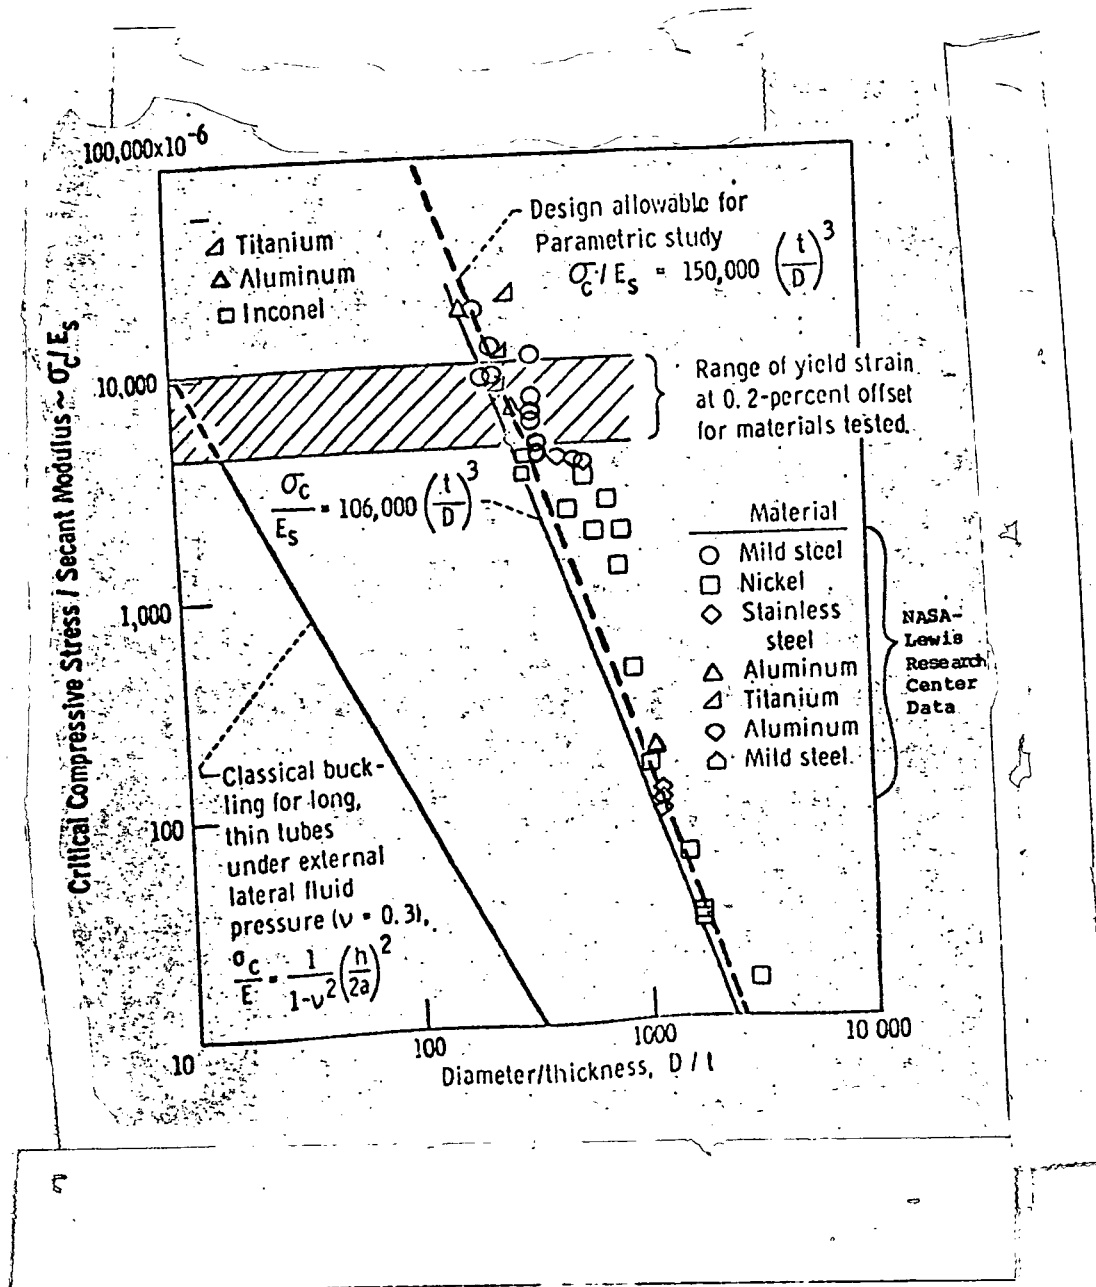 100,000x10⁻⁶
Design allowable for
Parametric study
σc/Es = 150,000 (t/D)³
Titanium
Aluminum
Inconel
10,000
Range of yield strain
at 0.2-percent offset
for materials tested.
σc/Es = 106,000 (t/D)³
Critical Compressive Stress / Secant Modulus ~ σc/Es
Material
Mild steel
Nickel
Stainless
steel
Aluminum
Titanium
Aluminum
Mild steel.
NASA-
Lewis
Research
Center
Data
1,000
Classical buck-
ling for long,
thin tubes
under external
lateral fluid
pressure (ν = 0.3).
σc/E = 1/(1-ν²) (h/2a)²
100
10
100
1000
10 000
Diameter/thickness, D / t